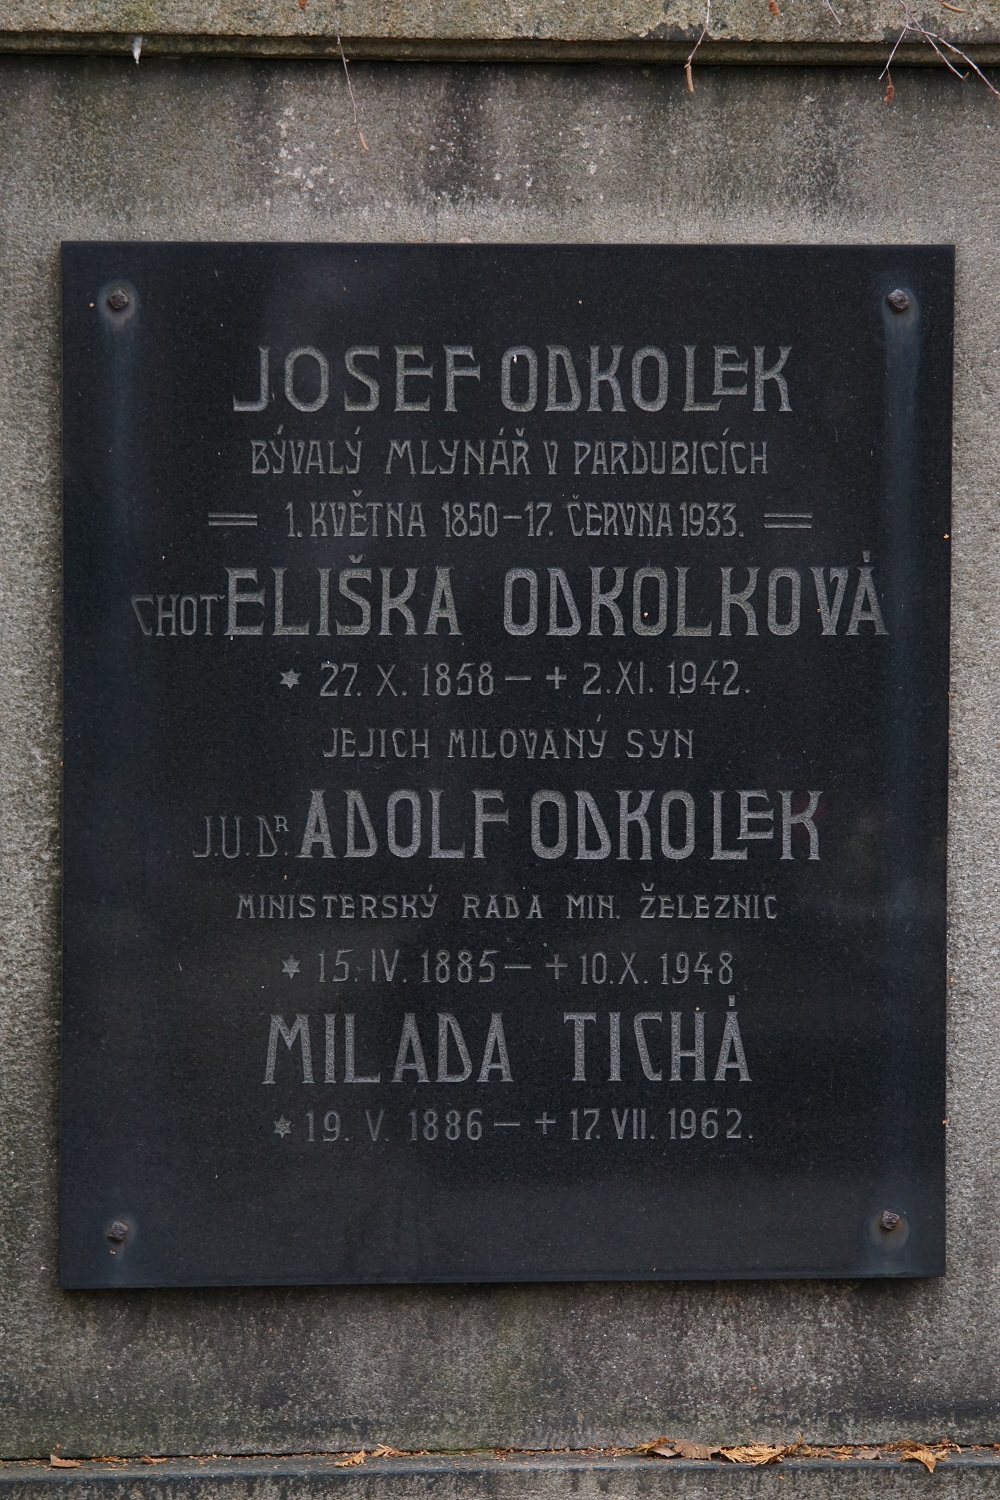 JOSEF ODKOLEK
BÝVALÝ MLYNÁŘ V PARDUBICÍCH
= 1. KVĚTNA 1850 – 17. ČERVNA 1933. =
CHOŤ ELIŠKA ODKOLKOVÁ
* 27. X. 1858 – + 2. XI. 1942.
JEJICH MILOVANÝ SYN
J.U.DR. ADOLF ODKOLEK
MINISTERSKÝ RADA MIN. ŽELEZNIC
* 15. IV. 1885 – + 10. X. 1948
MILADA TICHÁ
* 19. V. 1886 – + 17. VII. 1962.